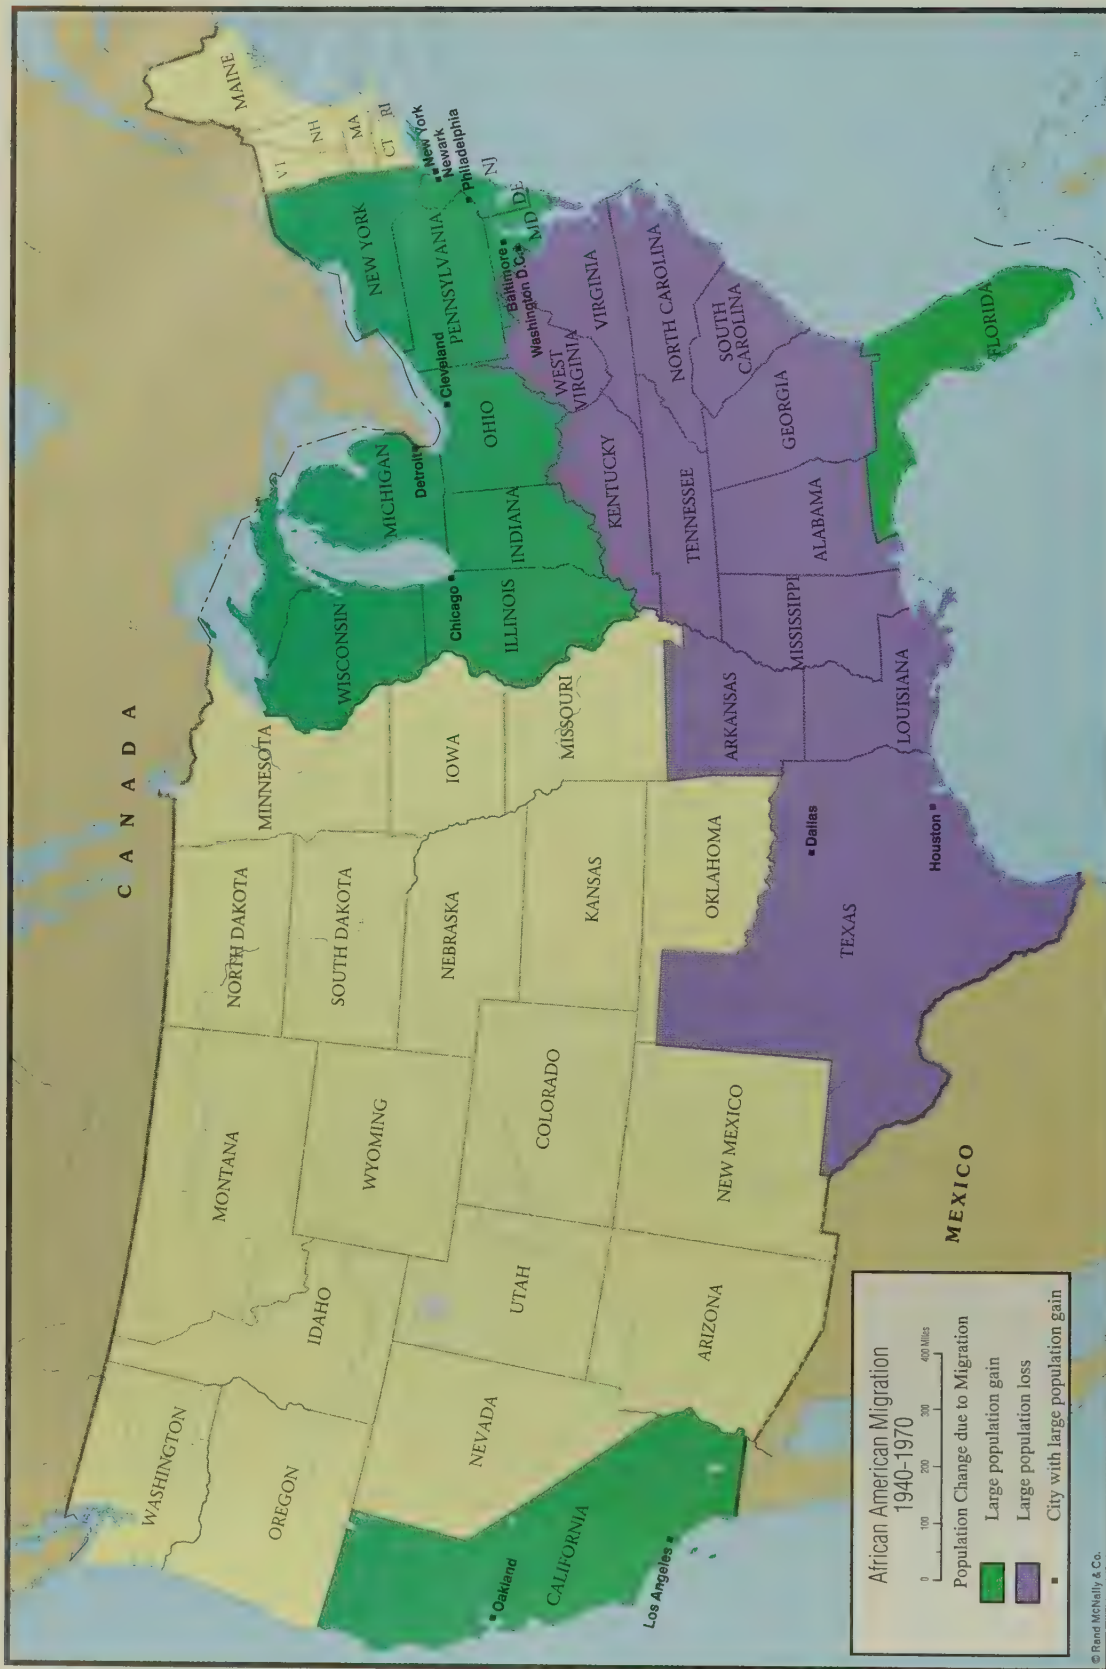 CANADA
WASHINGTON
OREGON
CALIFORNIA
Oakland
Los Angeles
NEVADA
IDAHO
MONTANA
WYOMING
UTAH
ARIZONA
COLORADO
NEW MEXICO
NORTH DAKOTA
SOUTH DAKOTA
NEBRASKA
KANSAS
OKLAHOMA
TEXAS
Dallas
Houston
MINNESOTA
IOWA
MISSOURI
ARKANSAS
LOUISIANA
WISCONSIN
ILLINOIS
Chicago
MICHIGAN
Detroit
INDIANA
OHIO
Cleveland
KENTUCKY
TENNESSEE
MISSISSIPPI
ALABAMA
GEORGIA
FLORIDA
SOUTH
CAROLINA
NORTH CAROLINA
WEST
VIRGINIA
VIRGINIA
Washington D.C.
Baltimore
MD
DE
NJ
PENNSYLVANIA
Philadelphia
Newark
New York
NEW YORK
CT
RI
MA
NH
MAINE
MEXICO
African American Migration
1940–1970
0 100 200 300 400 Miles
Population Change due to Migration
Large population gain
Large population loss
City with large population gain
© Rand McNally & Co.